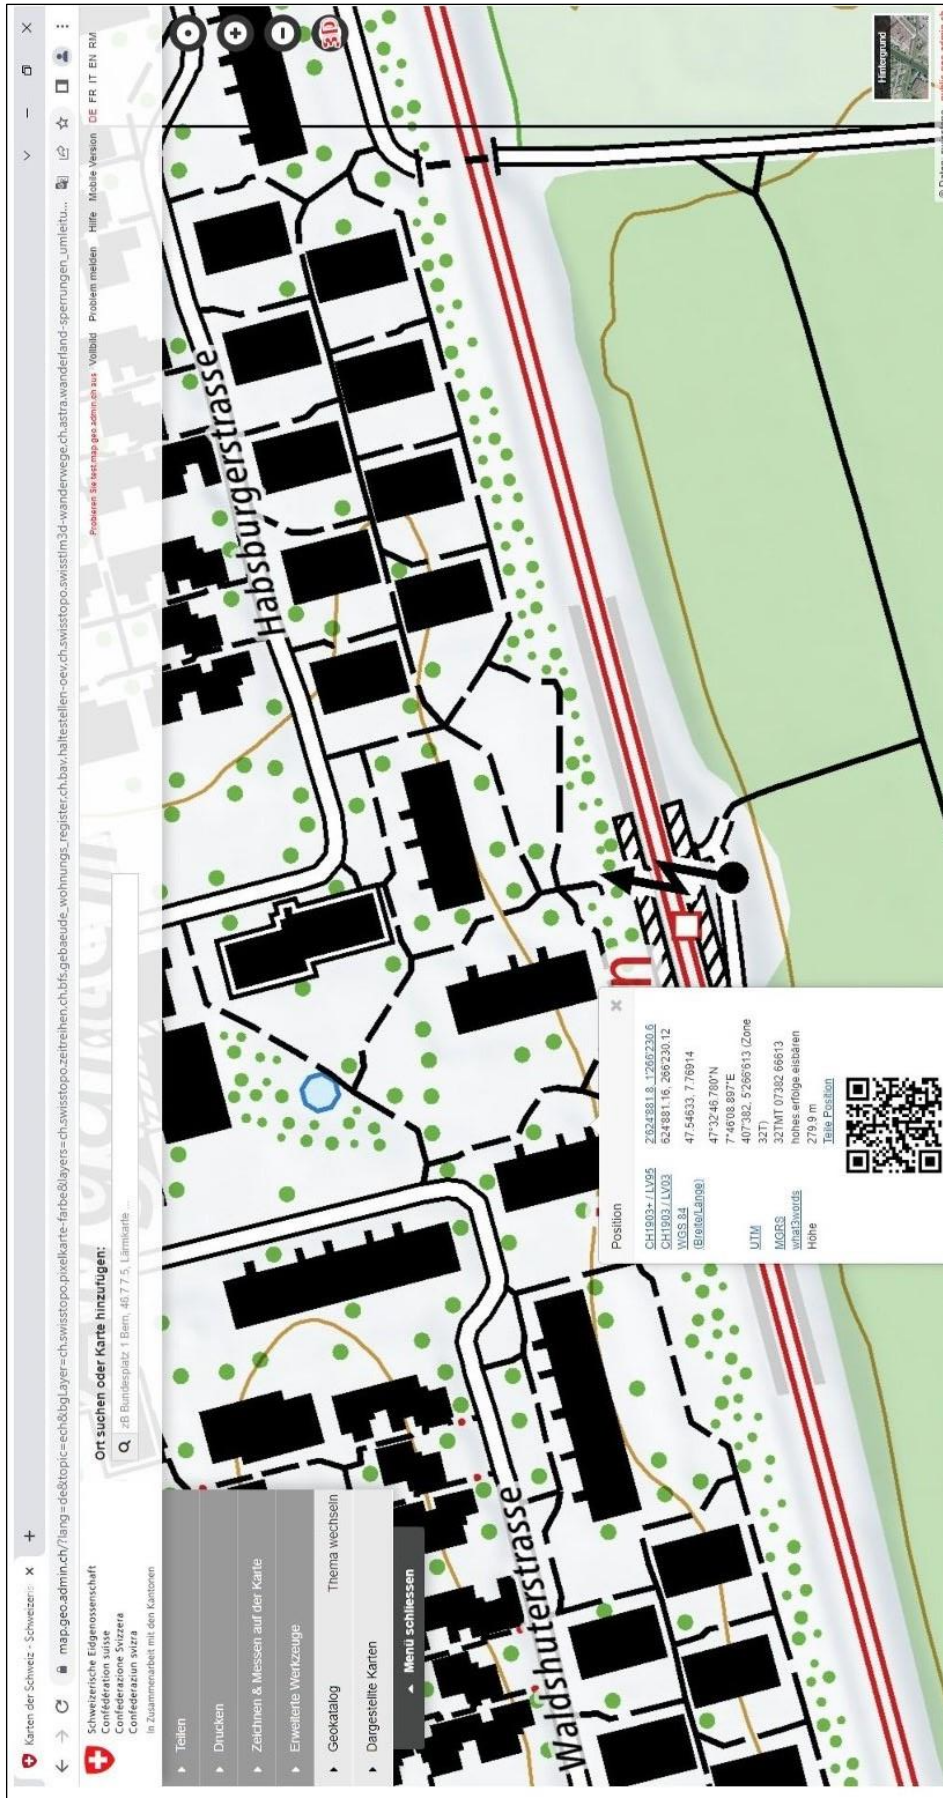 Karten der Schweiz - Schweizeris
map.geo.admin.ch/?lang=de&topic=ech&bgLayer=ch.swisstopo.pixelkarte-farbe&layers=ch.swisstopo.zeitreihen,ch.bfs.gebaeude_wohnungs_register,ch.bav.haltestellen-oev,ch.swisstopo.swisstlm3d-wanderwege,ch.astra.wanderland-sperrungen_umleitu...
Probieren Sie test.map.geo.admin.ch aus Vollbild Problem melden Hilfe Mobile Version DE FR IT EN RM
Schweizerische Eidgenossenschaft
Confédération suisse
Confederazione Svizzera
Confederaziun svizra
In Zusammenarbeit mit den Kantonen
Ort suchen oder Karte hinzufügen:
zB Bundesplatz 1 Bern, 46.7 7.5, Lärmkarte
Teilen
Drucken
Zeichnen & Messen auf der Karte
Erweiterte Werkzeuge
Geokatalog Thema wechseln
Dargestellte Karten
Menü schliessen
3D
Habsburgerstrasse
Waldshuterstrasse
n
Position
CH1903+ / LV95 2'624'881.8, 1'266'230.6
CH1903 / LV03 624'881.16, 266'230.12
WGS 84 (Breite/Länge) 47.54633, 7.76914
47°32'46.780"N
7°46'08.897"E
UTM 407'382, 5'266'613 (Zone
32T)
MGRS 32TMT 07382 66613
what3words hohes.erfolge.eisbären
Höhe 279.9 m
Teile Position
Hintergrund